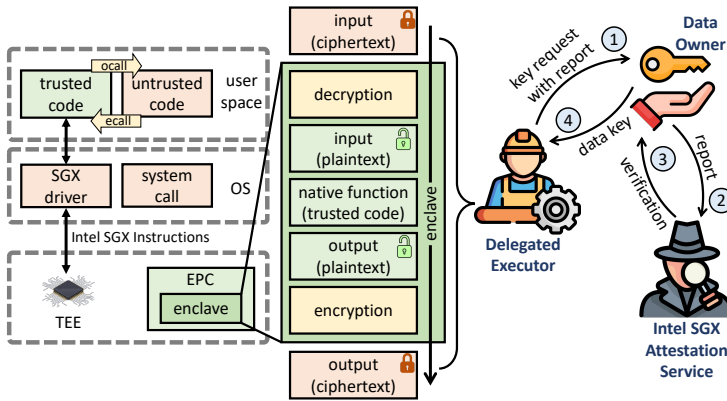 ocall
trusted
code
untrusted
code
ecall
user
space
SGX
driver
system
call
OS
Intel SGX Instructions
TEE
EPC
enclave
input
(ciphertext)
decryption
input
(plaintext)
native function
(trusted code)
output
(plaintext)
encryption
output
(ciphertext)
enclave
Delegated
Executor
key request
with report
1
Data
Owner
4
data key
3
verification
report
2
Intel SGX
Attestation
Service